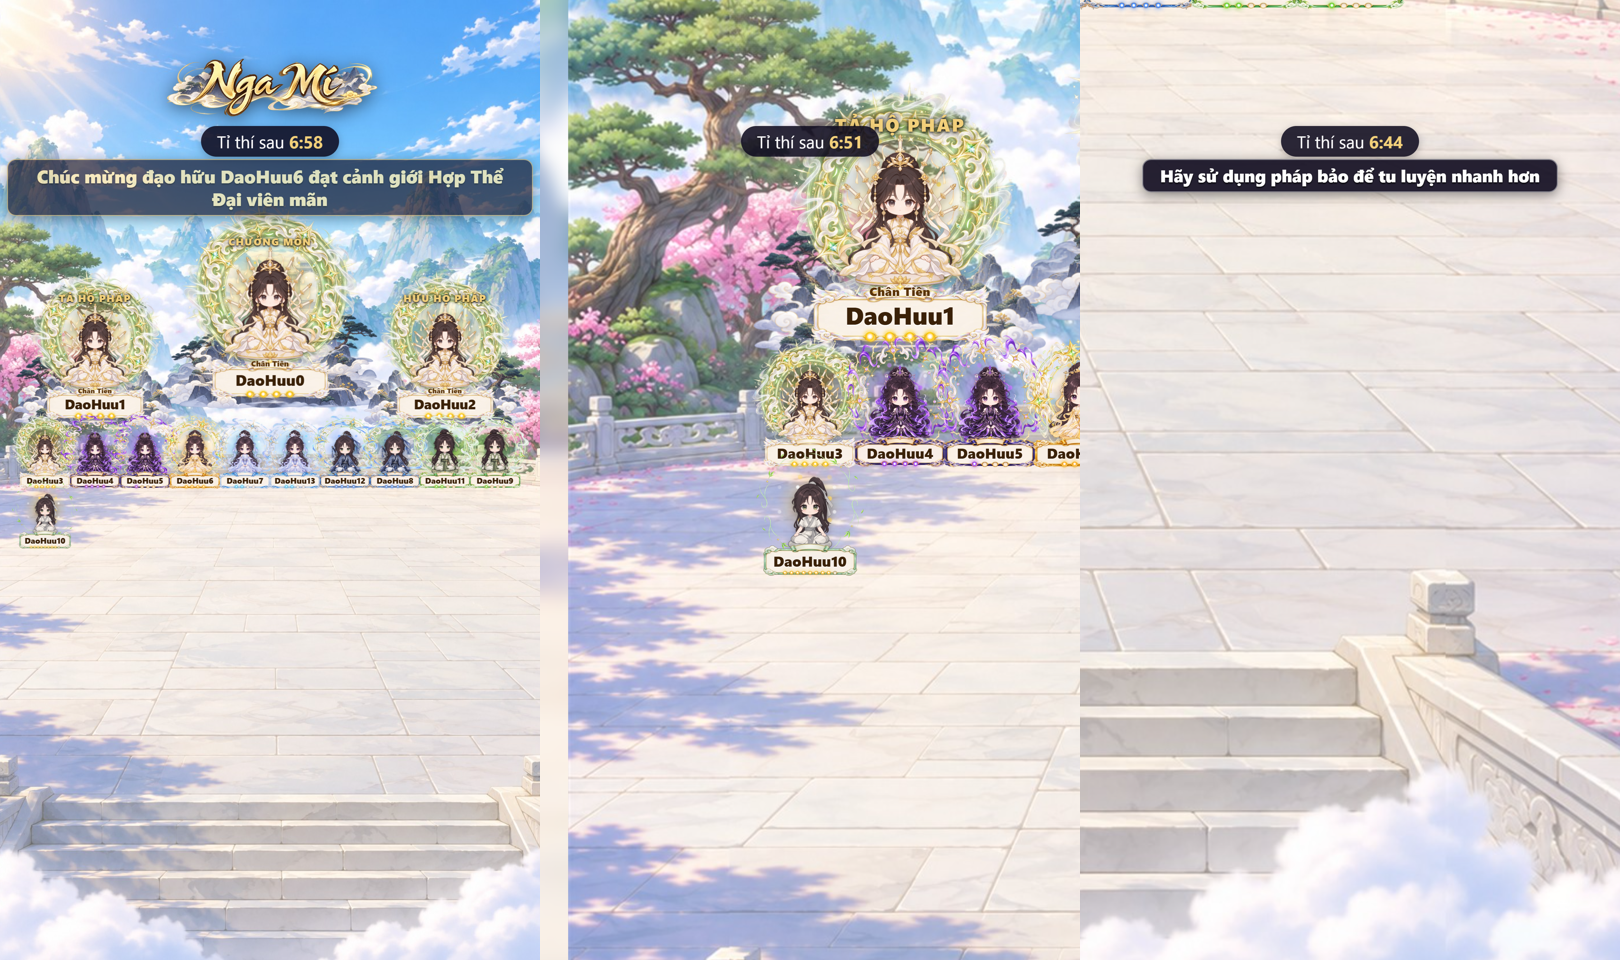 Nga Mi
Tỉ thí sau 6:58
Chúc mừng đạo hữu DaoHuu6 đạt cảnh giới Hợp Thể
Đại viên mãn
CHƯỞNG MÔN
TẢ HỘ PHÁP
HỮU HỘ PHÁP
Chân Tiên
DaoHuu0
Chân Tiên
DaoHuu1
Chân Tiên
DaoHuu2
DaoHuu3 DaoHuu4 DaoHuu5 DaoHuu6 DaoHuu7 DaoHuu13 DaoHuu12 DaoHuu8 DaoHuu11 DaoHuu9
DaoHuu10
TẢ HỘ PHÁP
Tỉ thí sau 6:51
Chân Tiên
DaoHuu1
DaoHuu3 DaoHuu4 DaoHuu5 DaoH
DaoHuu10
Tỉ thí sau 6:44
Hãy sử dụng pháp bảo để tu luyện nhanh hơn